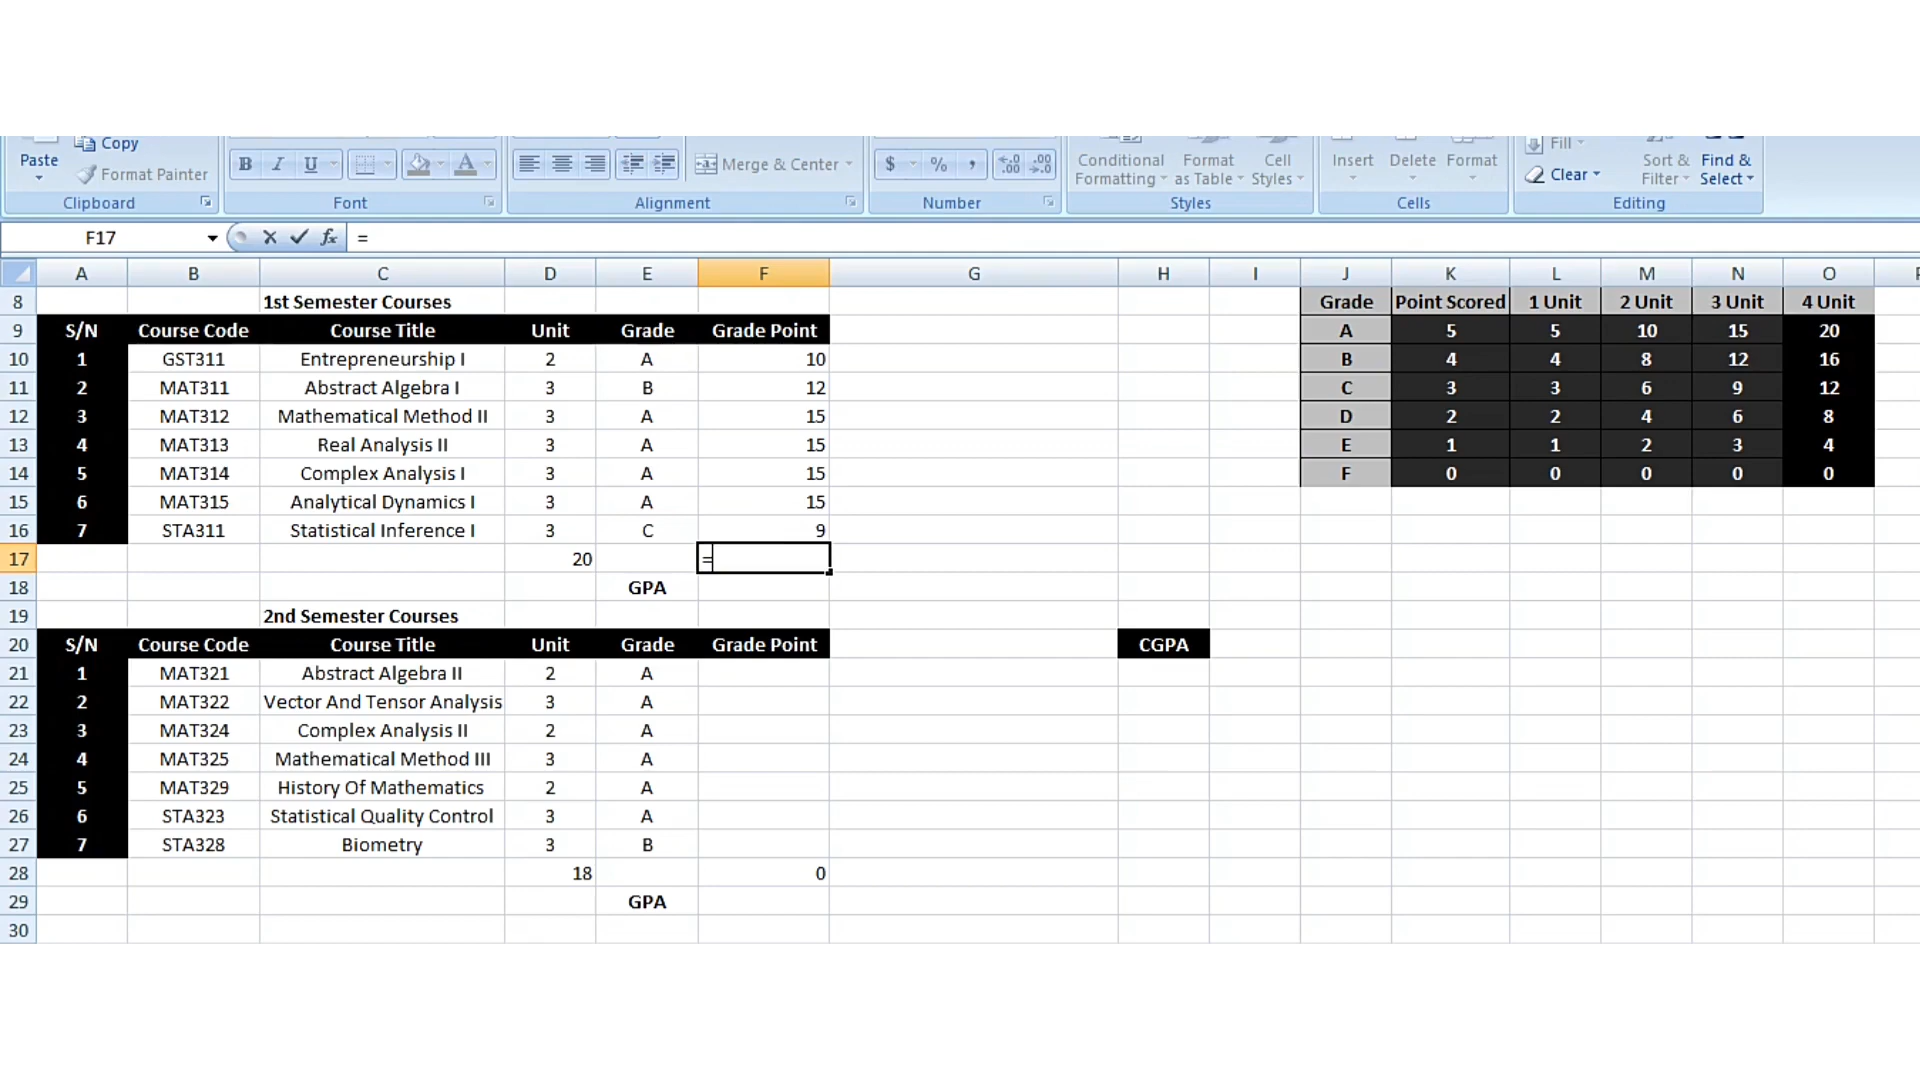 Copy
Paste
Format Painter
B I U A
Merge & Center
$ % ,
Conditional Formatting
Format as Table
Cell Styles
Insert Delete Format
Fill
Clear
Sort & Filter
Find & Select
Clipboard Font Alignment Number Styles Cells Editing
F17 fx =
A B C D E F G H I J K L M N O
8 1st Semester Courses Grade Point Scored 1 Unit 2 Unit 3 Unit 4 Unit
9 S/N Course Code Course Title Unit Grade Grade Point A 5 5 10 15 20
10 1 GST311 Entrepreneurship I 2 A 10 B 4 4 8 12 16
11 2 MAT311 Abstract Algebra I 3 B 12 C 3 3 6 9 12
12 3 MAT312 Mathematical Method II 3 A 15 D 2 2 4 6 8
13 4 MAT313 Real Analysis II 3 A 15 E 1 1 2 3 4
14 5 MAT314 Complex Analysis I 3 A 15 F 0 0 0 0 0
15 6 MAT315 Analytical Dynamics I 3 A 15
16 7 STA311 Statistical Inference I 3 C 9
17 20 =
18 GPA
19 2nd Semester Courses
20 S/N Course Code Course Title Unit Grade Grade Point CGPA
21 1 MAT321 Abstract Algebra II 2 A
22 2 MAT322 Vector And Tensor Analysis 3 A
23 3 MAT324 Complex Analysis II 2 A
24 4 MAT325 Mathematical Method III 3 A
25 5 MAT329 History Of Mathematics 2 A
26 6 STA323 Statistical Quality Control 3 A
27 7 STA328 Biometry 3 B
28 18 0
29 GPA
30